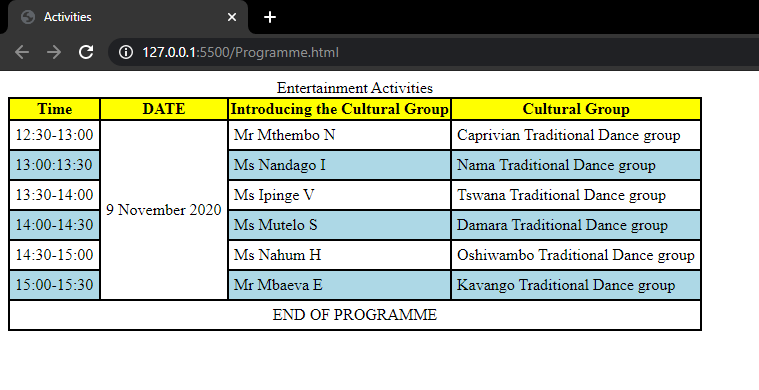 Activities
127.0.0.1:5500/Programme.html
Entertainment Activities
Time DATE Introducing the Cultural Group Cultural Group
12:30-13:00 Mr Mthembo N Caprivian Traditional Dance group
13:00:13:30 Ms Nandago I Nama Traditional Dance group
13:30-14:00 Ms Ipinge V Tswana Traditional Dance group
9 November 2020
14:00-14:30 Ms Mutelo S Damara Traditional Dance group
14:30-15:00 Ms Nahum H Oshiwambo Traditional Dance group
15:00-15:30 Mr Mbaeva E Kavango Traditional Dance group
END OF PROGRAMME